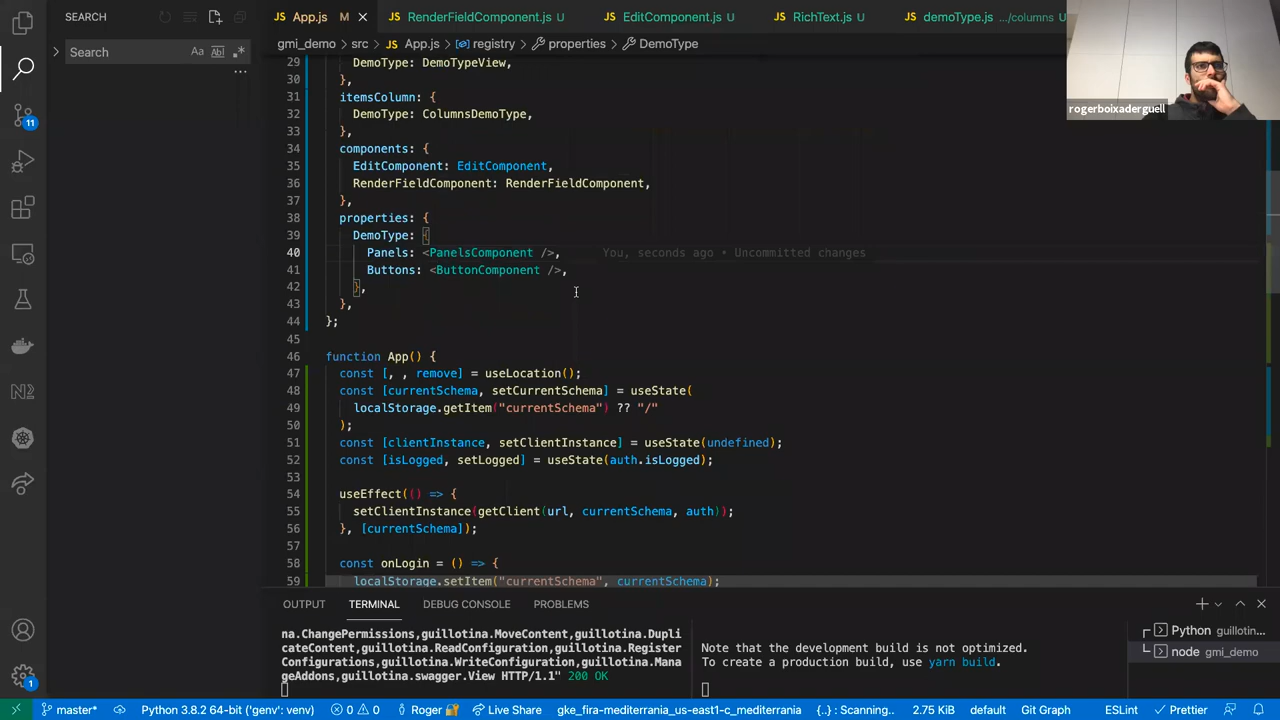 SEARCH
Search
Aa
ab
.*
App.js M
RenderFieldComponent.js U
EditComponent.js U
RichText.js U
demoType.js .../columns U
gmi_demo > src > App.js > registry > properties > DemoType
29 DemoType: DemoTypeView,
30 },
31 itemsColumn: {
32 DemoType: ColumnsDemoType,
33 },
34 components: {
35 EditComponent: EditComponent,
36 RenderFieldComponent: RenderFieldComponent,
37 },
38 properties: {
39 DemoType: {
40 Panels: <PanelsComponent />, You, seconds ago • Uncommitted changes
41 Buttons: <ButtonComponent />,
42 },
43 },
44 };
45
46 function App() {
47 const [, , remove] = useLocation();
48 const [currentSchema, setCurrentSchema] = useState(
49 localStorage.getItem("currentSchema") ?? "/"
50 );
51 const [clientInstance, setClientInstance] = useState(undefined);
52 const [isLogged, setLogged] = useState(auth.isLogged);
53
54 useEffect(() => {
55 setClientInstance(getClient(url, currentSchema, auth));
56 }, [currentSchema]);
57
58 const onLogin = () => {
59 localStorage.setItem("currentSchema", currentSchema);
rogerboixaderguell
11
N2
1
OUTPUT TERMINAL DEBUG CONSOLE PROBLEMS
na.ChangePermissions,guillotina.MoveContent,guillotina.Dupli
cateContent,guillotina.ReadConfiguration,guillotina.Register
Configurations,guillotina.WriteConfiguration,guillotina.Mana
geAddons,guillotina.swagger.View HTTP/1.1" 200 OK
Note that the development build is not optimized.
To create a production build, use yarn build.
Python guillotin...
node gmi_demo
master* Python 3.8.2 64-bit ('genv': venv) 0 0 Roger Live Share gke_fira-mediterrania_us-east1-c_mediterrania {..} : Scanning... 2.75 KiB default Git Graph ESLint Prettier